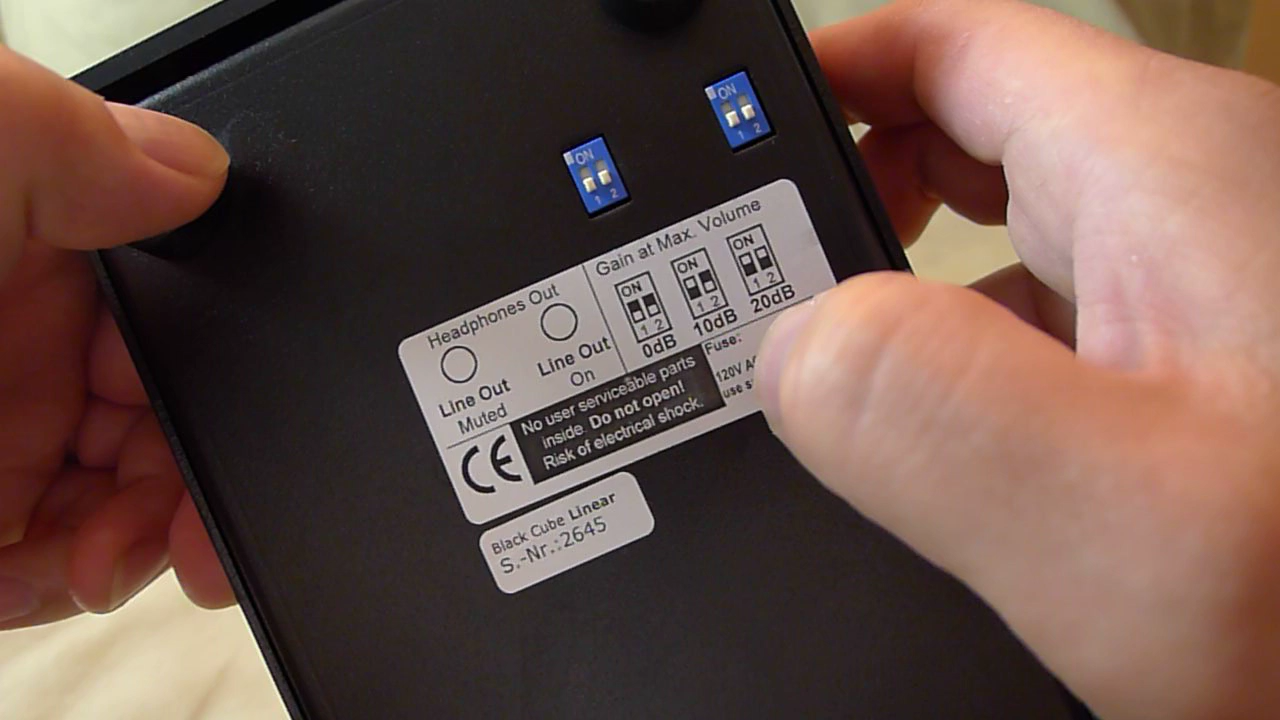 ON
1 2
ON
1 2
Headphones Out
Line Out
Muted
Line Out
On
Gain at Max. Volume
ON
1 2
0dB
ON
1 2
10dB
ON
1 2
20dB
Fuse:
120V
use
CE
No user serviceable parts
inside. Do not open!
Risk of electrical shock.
Black Cube Linear
S.-Nr.:2645